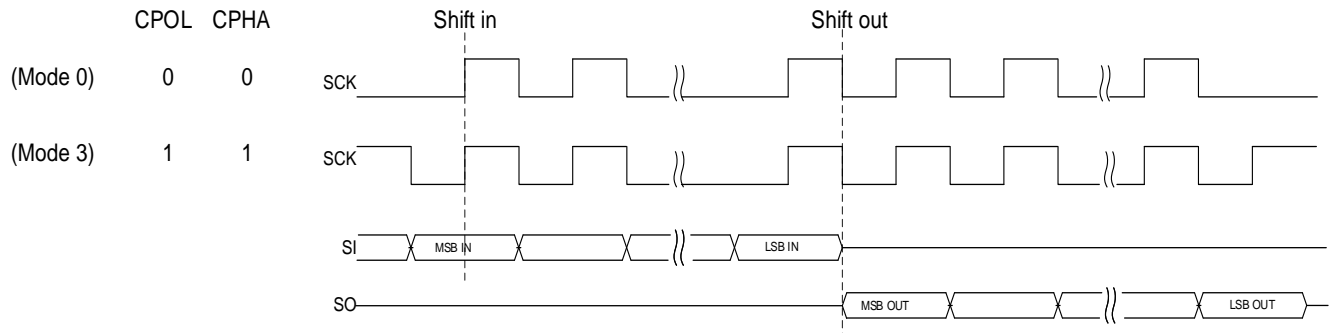 CPOL CPHA Shift in Shift out
(Mode 0) 0 0 SCK
(Mode 3) 1 1 SCK
SI MSB IN LSB IN
SO MSB OUT LSB OUT